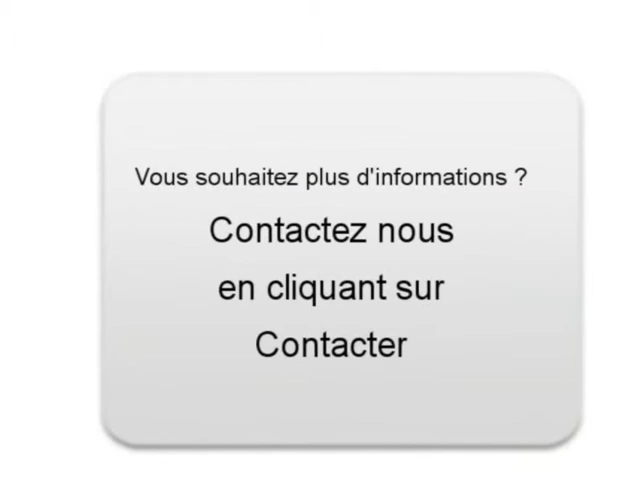 Vous souhaitez plus d'informations ?
Contactez nous
en cliquant sur
Contacter